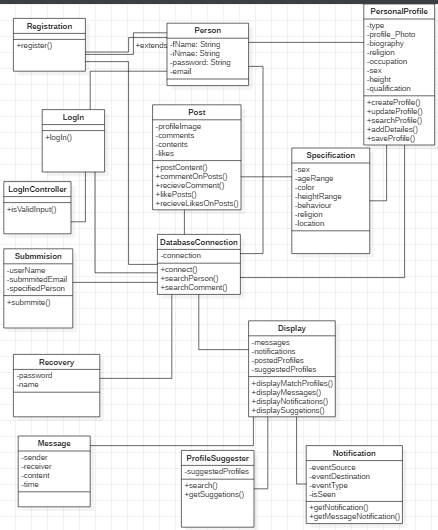 Registration
+register()
+extends
Person
-fName: String
-iNmae: String
-password: String
-email
PersonalProfile
-type
-profile_Photo
-biography
-religion
-occupation
-sex
-height
-qualification
+createProfile()
+updateProfile()
+searchProfile()
+addDetailes()
+saveProfile()
LogIn
+logIn()
Post
-profileImage
-comments
-contents
-likes
+postContent()
+commentOnPosts()
+recieveComment()
+likePosts()
+recieveLikesOnPosts()
Specification
-sex
-ageRange
-color
-heightRange
-behaviour
-religion
-location
LogInController
+isValidInput()
DatabaseConnection
-connection
+connect()
+searchPerson()
+searchComment()
Submmision
-userName
-submmitedEmail
-specifiedPerson
+submmite()
Display
-messages
-notifications
-postedProfiles
-suggestedProfiles
+displayMatchProfiles()
+displayMessages()
+displayNotifications()
+displaySuggetions()
Recovery
-password
-name
Message
-sender
-receiver
-content
-time
ProfileSuggester
-suggestedProfiles
+search()
+getSuggetions()
Notification
-eventSource
-eventDestination
-eventType
-isSeen
+getNotification()
+getMessageNotification()